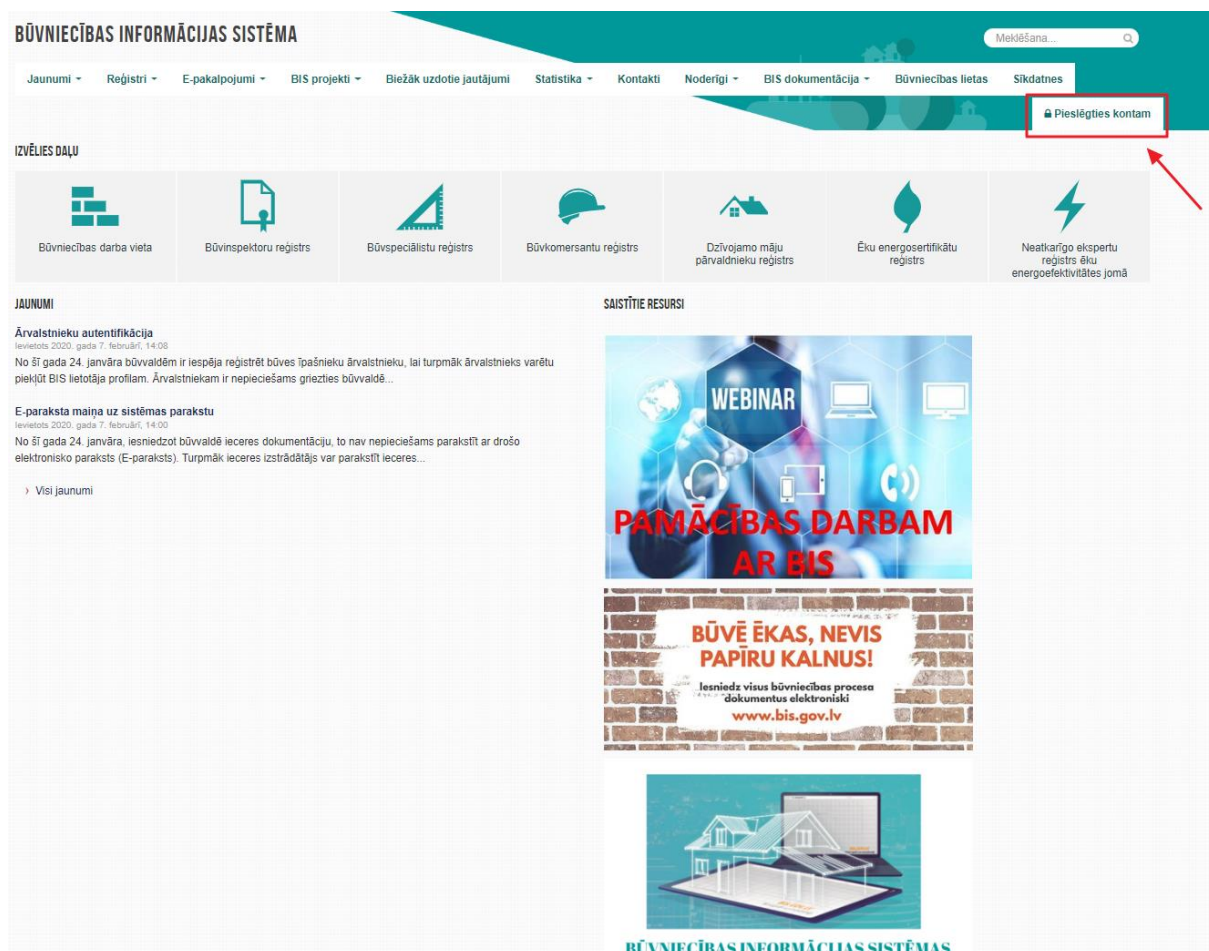 BŪVNIECĪBAS INFORMĀCIJAS SISTĒMA
Meklēšana...
Jaunumi Reģistri E-pakalpojumi BIS projekti Biežāk uzdotie jautājumi Statistika Kontakti Noderīgi BIS dokumentācija Būvniecības lietas Sīkdatnes
Pieslēgties kontam
IZVĒLIES DAĻU
Būvniecības darba vieta
Būvinspektoru reģistrs
Būvspeciālistu reģistrs
Būvkomersantu reģistrs
Dzīvojamo māju
pārvaldnieku reģistrs
Ēku energosertifikātu
reģistrs
Neatkarīgo ekspertu
reģistrs ēku
energoefektivitātes jomā
JAUNUMI
Ārvalstnieku autentifikācija
Ievietots 2020. gada 7. februārī, 14:08
No šī gada 24. janvāra būvvaldēm ir iespēja reģistrēt būves īpašnieku ārvalstnieku, lai turpmāk ārvalstnieks varētu
piekļūt BIS lietotāja profilam. Ārvalstniekam ir nepieciešams griezties būvvaldē...
E-paraksta maiņa uz sistēmas parakstu
Ievietots 2020. gada 7. februārī, 14:00
No šī gada 24. janvāra, iesniedzot būvvaldē ieceres dokumentāciju, to nav nepieciešams parakstīt ar drošo
elektronisko paraksts (E-paraksts). Turpmāk ieceres izstrādātājs var parakstīt ieceres...
› Visi jaunumi
SAISTĪTIE RESURSI
WEBINAR
PAMĀCĪBAS DARBAM
AR BIS
BŪVĒ ĒKAS, NEVIS
PAPĪRU KALNUS!
Iesniedz visus būvniecības procesa
dokumentus elektroniski
www.bis.gov.lv
BŪVNIECĪBAS INFORMĀCIJAS SISTĒMAS